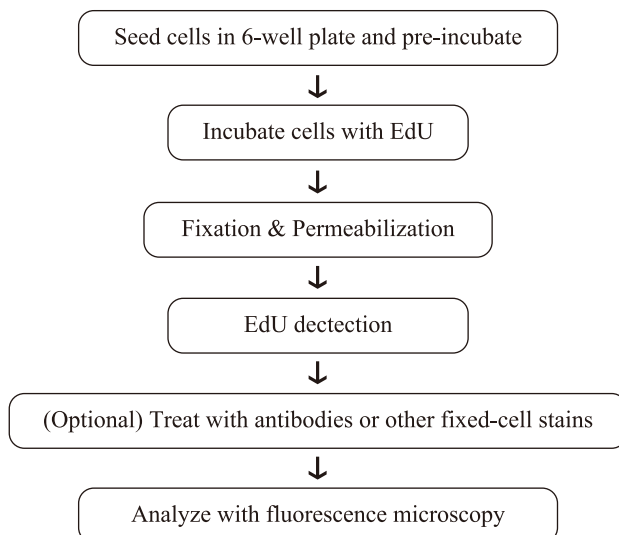 Seed cells in 6-well plate and pre-incubate
Incubate cells with EdU
Fixation & Permeabilization
EdU dectection
(Optional) Treat with antibodies or other fixed-cell stains
Analyze with fluorescence microscopy